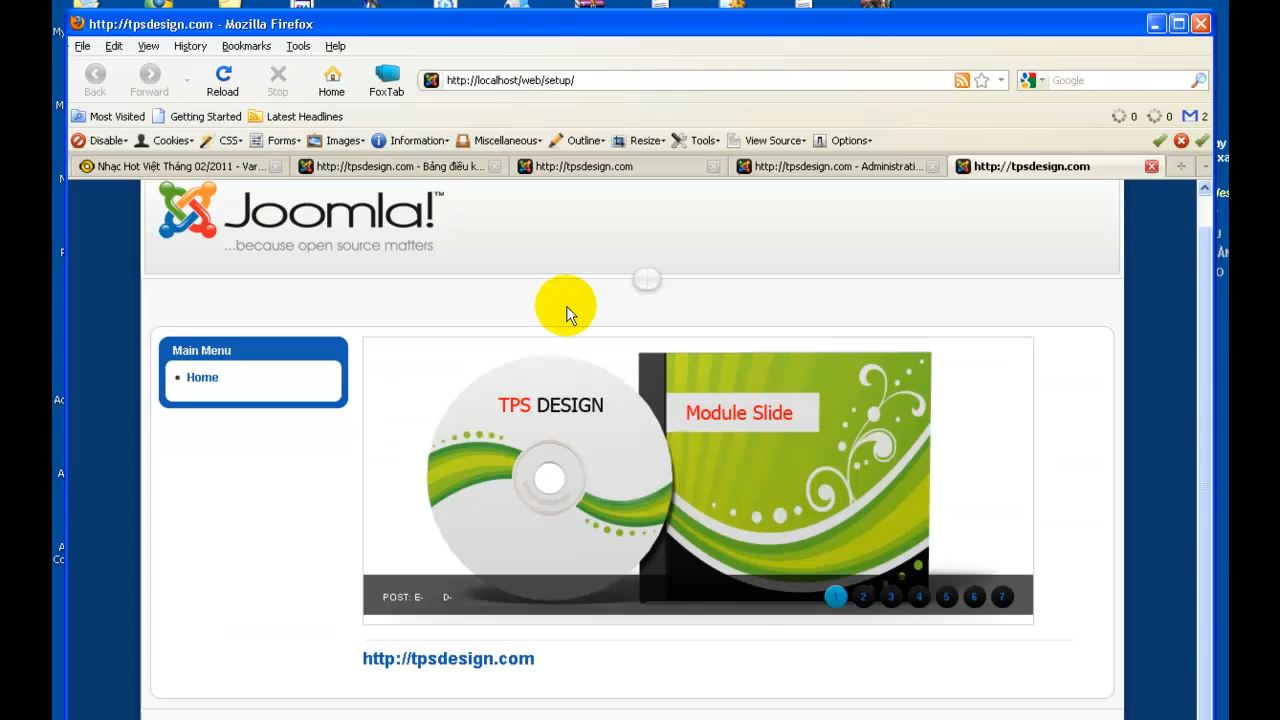 http://tpsdesign.com - Mozilla Firefox
File Edit View History Bookmarks Tools Help
http://localhost/web/setup/
Google
Back Forward Reload Stop Home FoxTab
Most Visited Getting Started Latest Headlines
0 0 2
Disable Cookies CSS Forms Images Information Miscellaneous Outline Resize Tools View Source Options
Nhạc Hot Việt Tháng 02/2011 - Var...
http://tpsdesign.com - Bảng điều k...
http://tpsdesign.com
http://tpsdesign.com - Administrati...
http://tpsdesign.com
Joomla!™
...because open source matters
Main Menu
Home
TPS DESIGN
Module Slide
POST: E- D-
1 2 3 4 5 6 7
http://tpsdesign.com